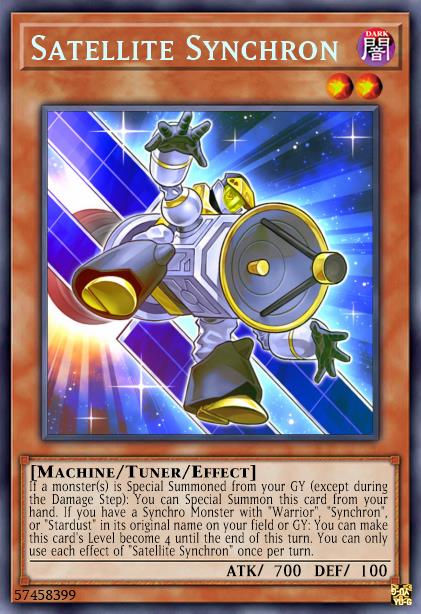 SATELLITE SYNCHRON
DARK
闇
[MACHINE/TUNER/EFFECT]
If a monster(s) is Special Summoned from your GY (except during
the Damage Step): You can Special Summon this card from your
hand. If you have a Synchro Monster with "Warrior", "Synchron",
or "Stardust" in its original name on your field or GY: You can make
this card's Level become 4 until the end of this turn. You can only
use each effect of "Satellite Synchron" once per turn.
ATK/ 700 DEF/ 100
57458399